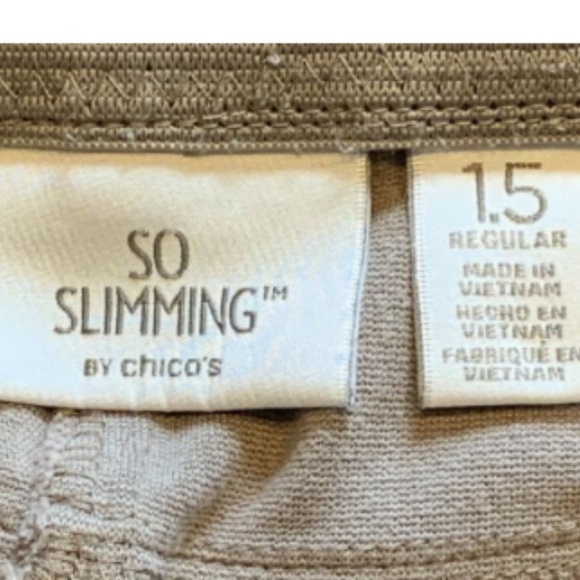 SO
SLIMMING™
BY chico's
1.5
REGULAR
MADE IN
VIETNAM
HECHO EN
VIETNAM
FABRIQUÉ EN
VIETNAM